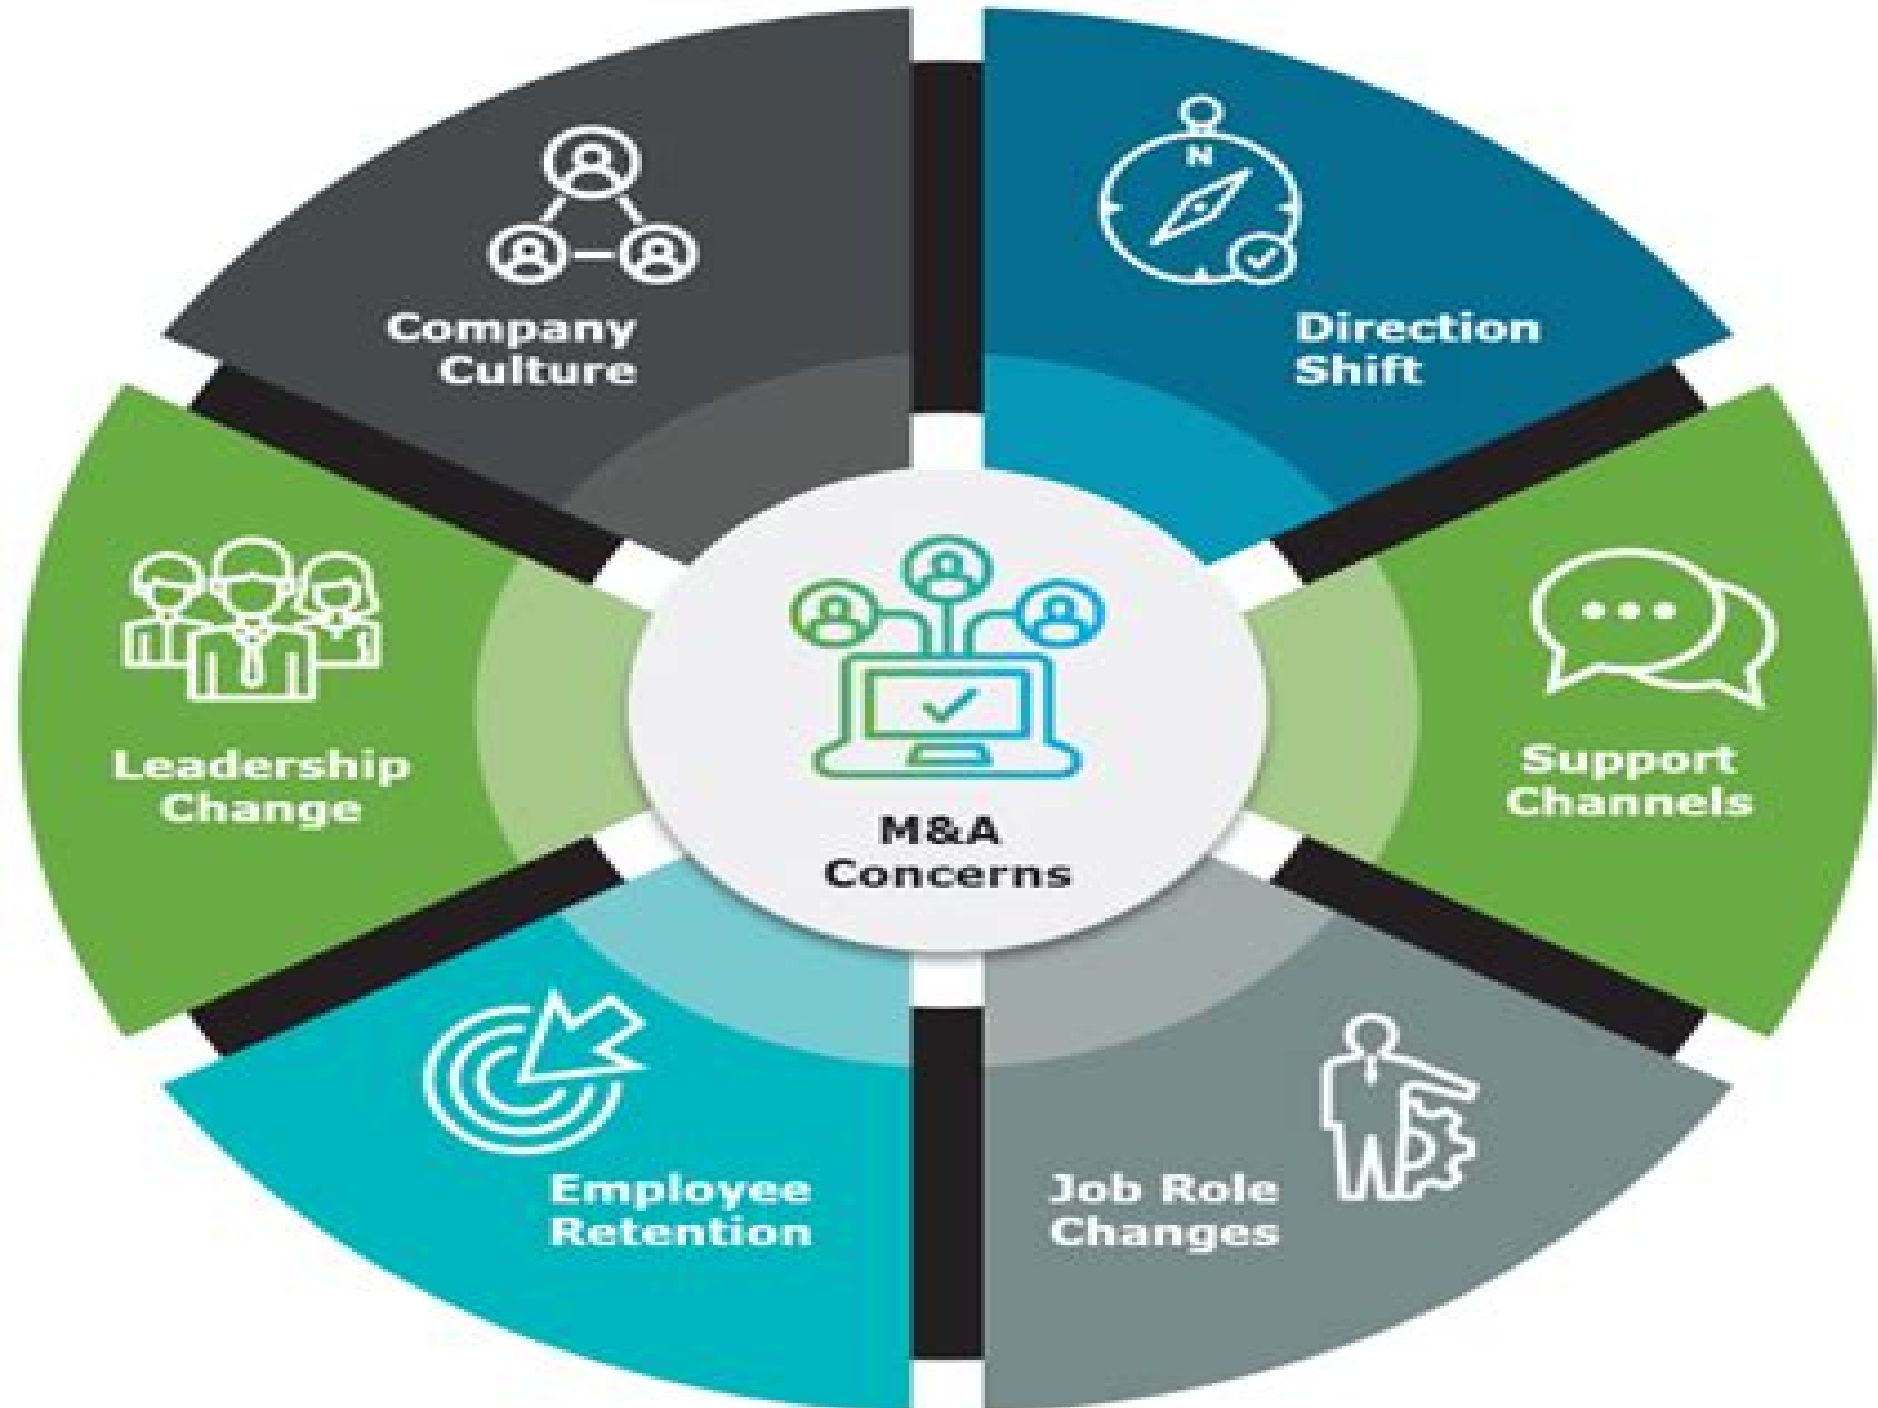 Company
Culture
N
Direction
Shift
Leadership
Change
M&A
Concerns
Support
Channels
Employee
Retention
Job Role
Changes